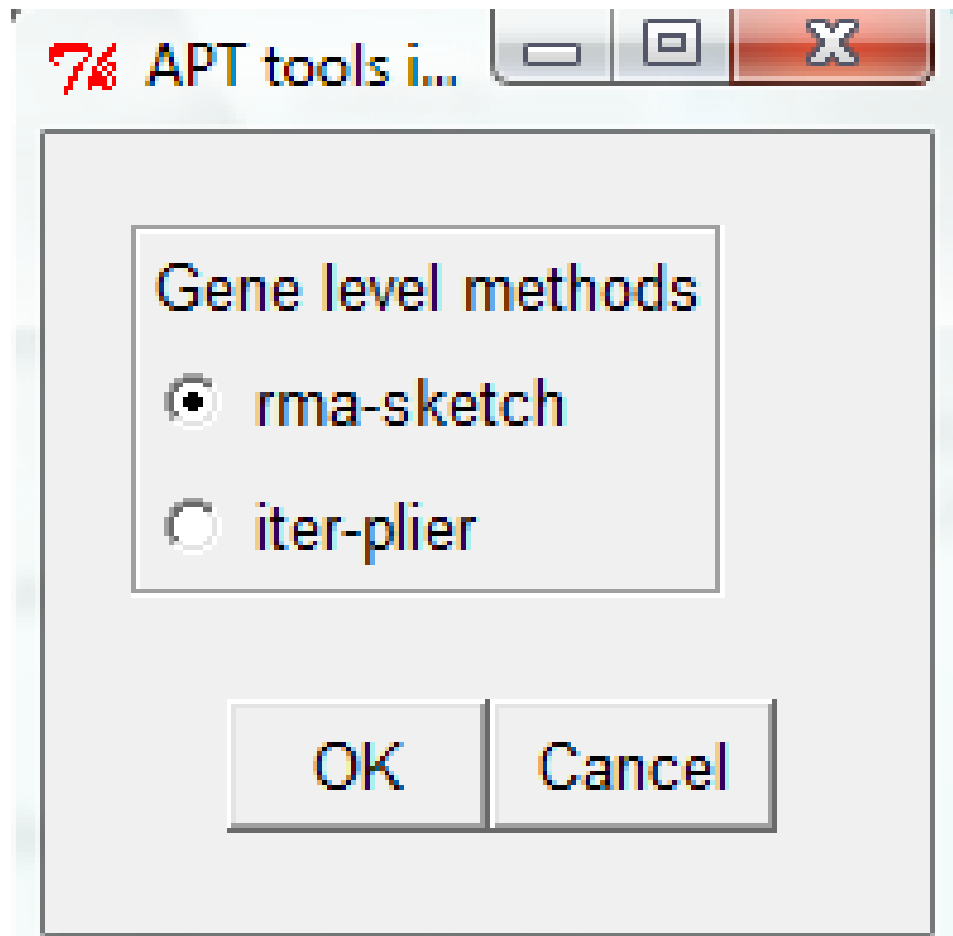 APT tools i...
Gene level methods
rma-sketch
iter-plier
OK Cancel